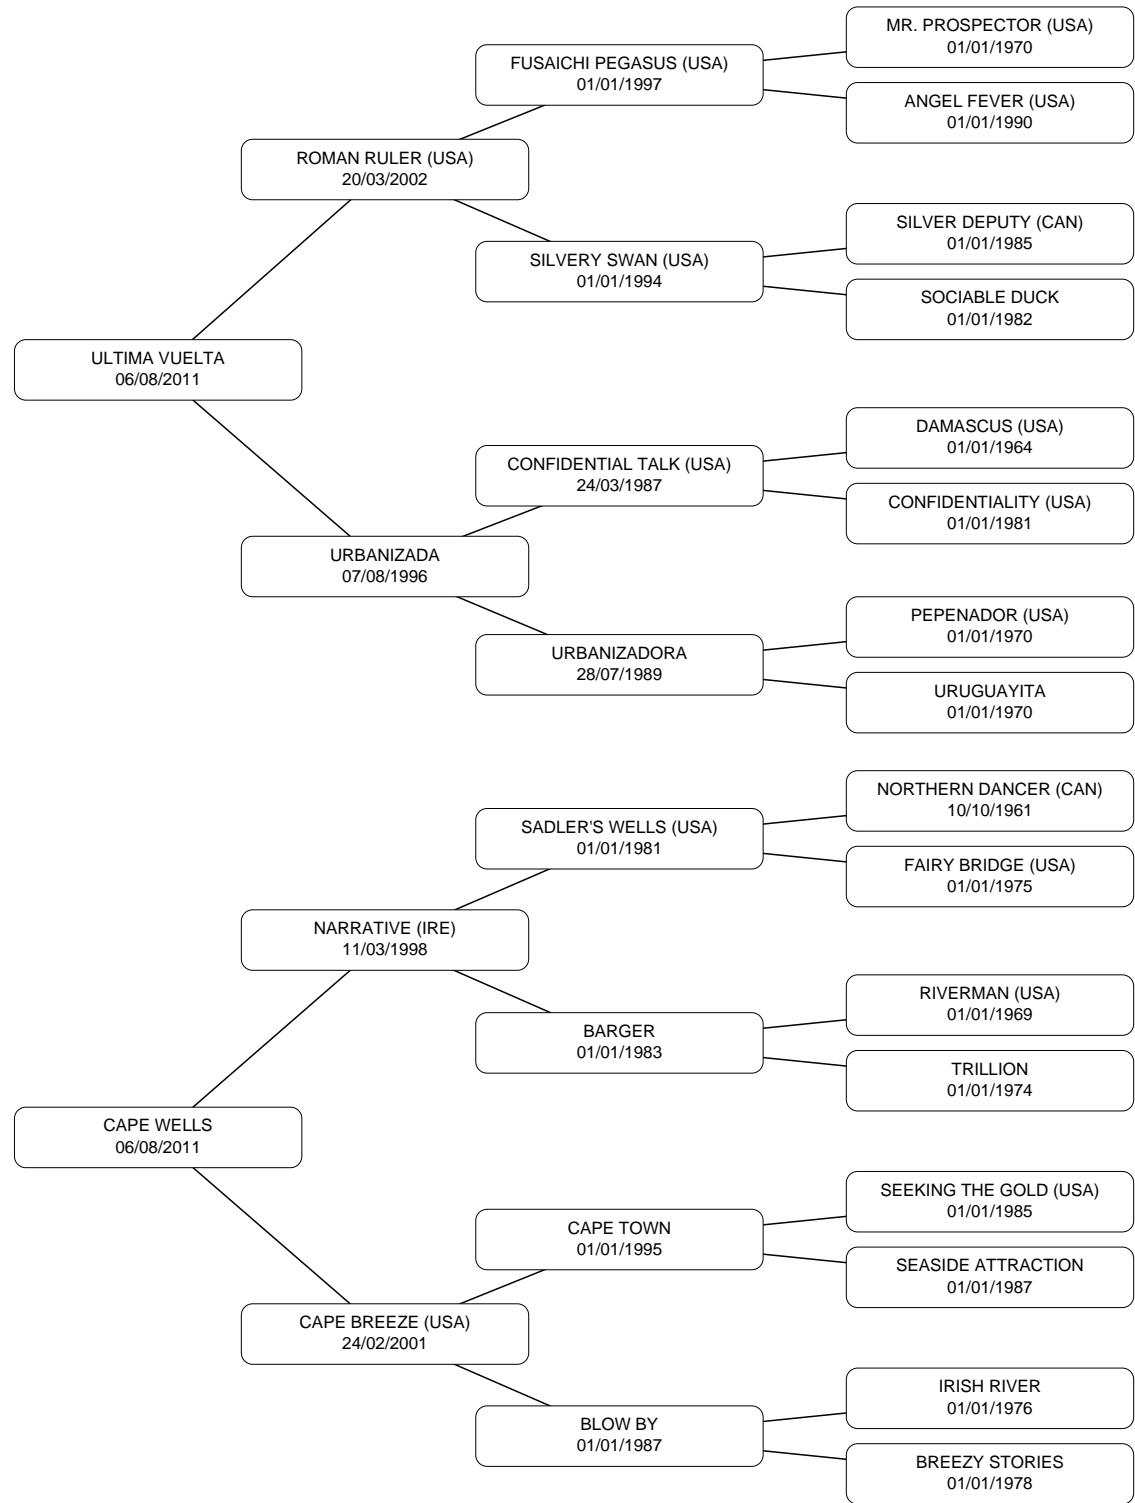 MR. PROSPECTOR (USA)
01/01/1970
FUSAICHI PEGASUS (USA)
01/01/1997
ANGEL FEVER (USA)
01/01/1990
ROMAN RULER (USA)
20/03/2002
SILVER DEPUTY (CAN)
01/01/1985
SILVERY SWAN (USA)
01/01/1994
SOCIABLE DUCK
01/01/1982
ULTIMA VUELTA
06/08/2011
DAMASCUS (USA)
01/01/1964
CONFIDENTIAL TALK (USA)
24/03/1987
CONFIDENTIALITY (USA)
01/01/1981
URBANIZADA
07/08/1996
PEPENADOR (USA)
01/01/1970
URBANIZADORA
28/07/1989
URUGUAYITA
01/01/1970
NORTHERN DANCER (CAN)
10/10/1961
SADLER'S WELLS (USA)
01/01/1981
FAIRY BRIDGE (USA)
01/01/1975
NARRATIVE (IRE)
11/03/1998
RIVERMAN (USA)
01/01/1969
BARGER
01/01/1983
TRILLION
01/01/1974
CAPE WELLS
06/08/2011
SEEKING THE GOLD (USA)
01/01/1985
CAPE TOWN
01/01/1995
SEASIDE ATTRACTION
01/01/1987
CAPE BREEZE (USA)
24/02/2001
IRISH RIVER
01/01/1976
BLOW BY
01/01/1987
BREEZY STORIES
01/01/1978